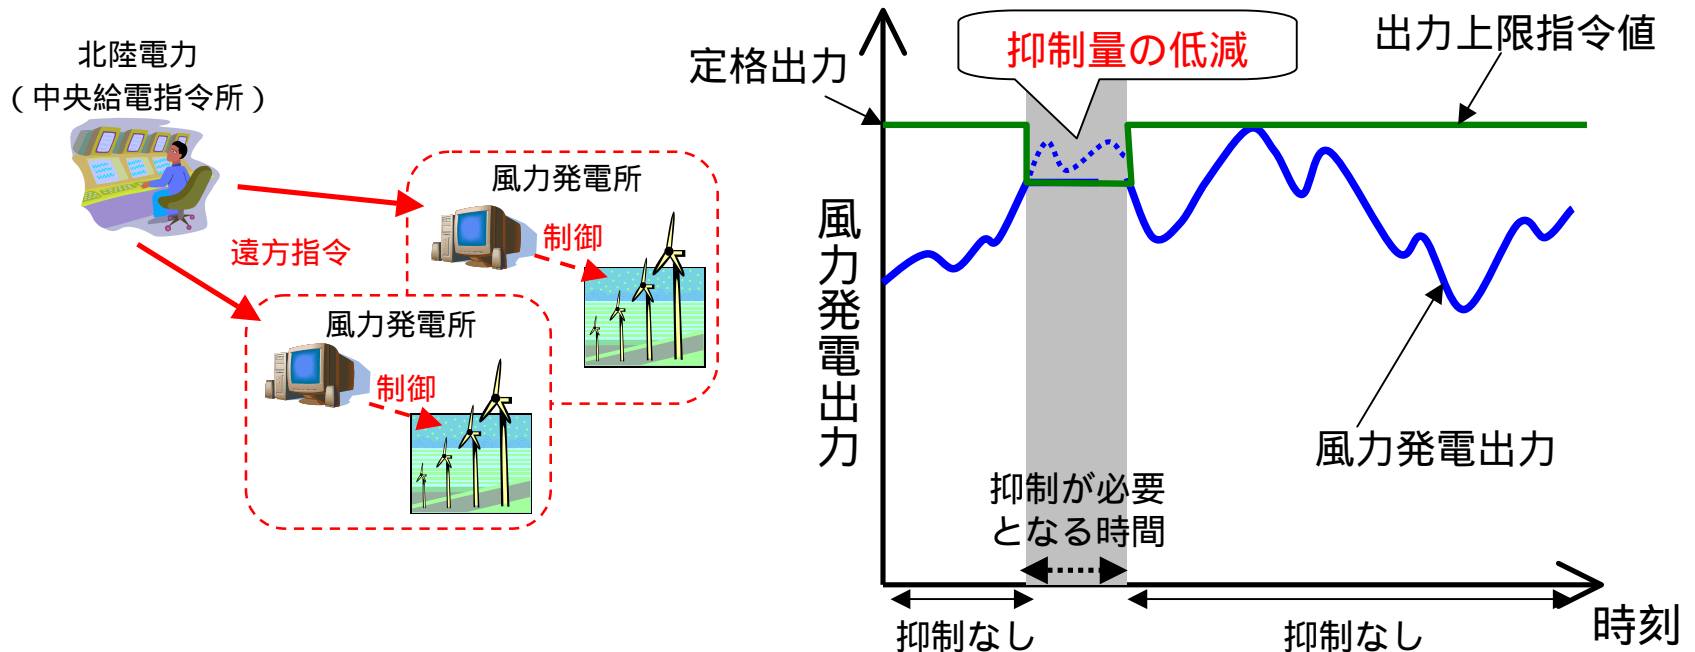 北陸電力
（中央給電指令所）
風力発電所
制御
遠方指令
風力発電所
制御
抑制量の低減
出力上限指令値
定格出力
風力発電出力
風力発電出力
抑制が必要
となる時間
抑制なし
抑制なし
時刻